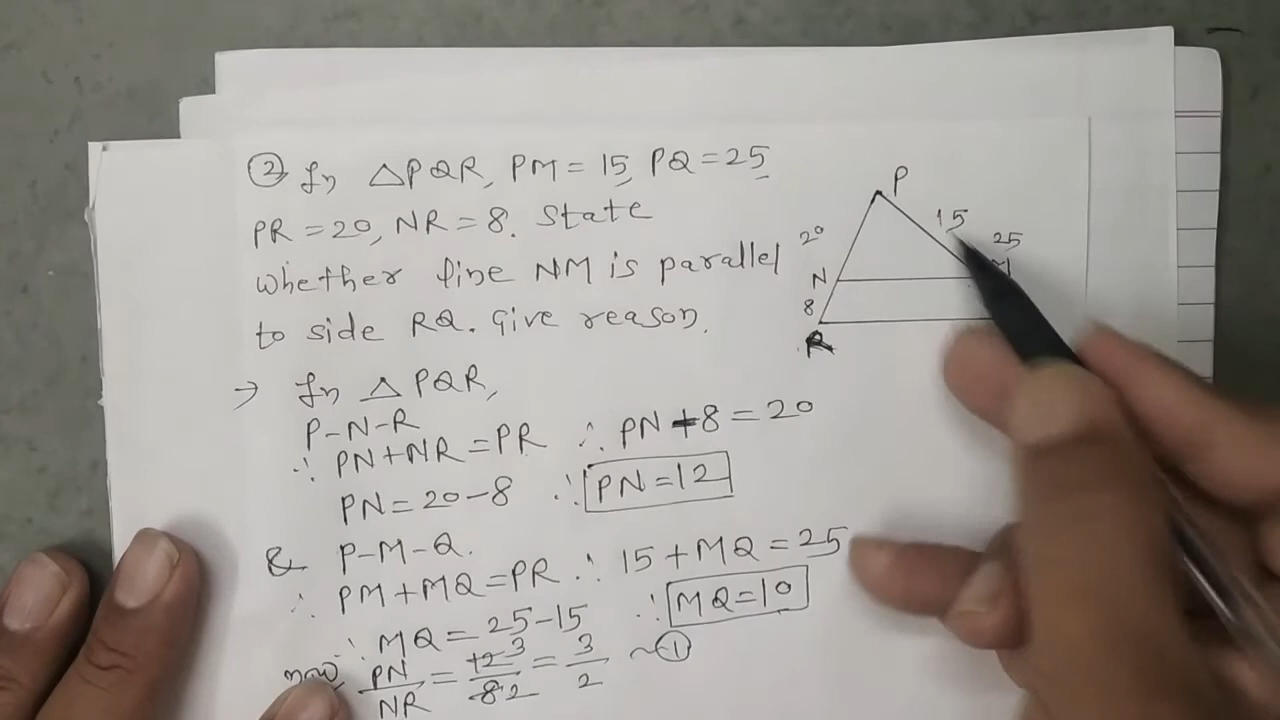 ② In △PQR, PM = 15, PQ = 25
PR = 20, NR = 8. State
whether line NM is parallel
to side RQ. Give reason.
→ In △PQR,
P-N-R
∴ PN+NR = PR ∴ PN+8 = 20
PN = 20-8 ∴ PN = 12
& P-M-Q.
∴ PM+MQ = PR ∴ 15+MQ = 25
∴ MQ = 25-15 ∴ MQ = 10
now, PN/NR = 12 3/8 2 = 3/2 ~①
P
15
20
25
N
M
8
R